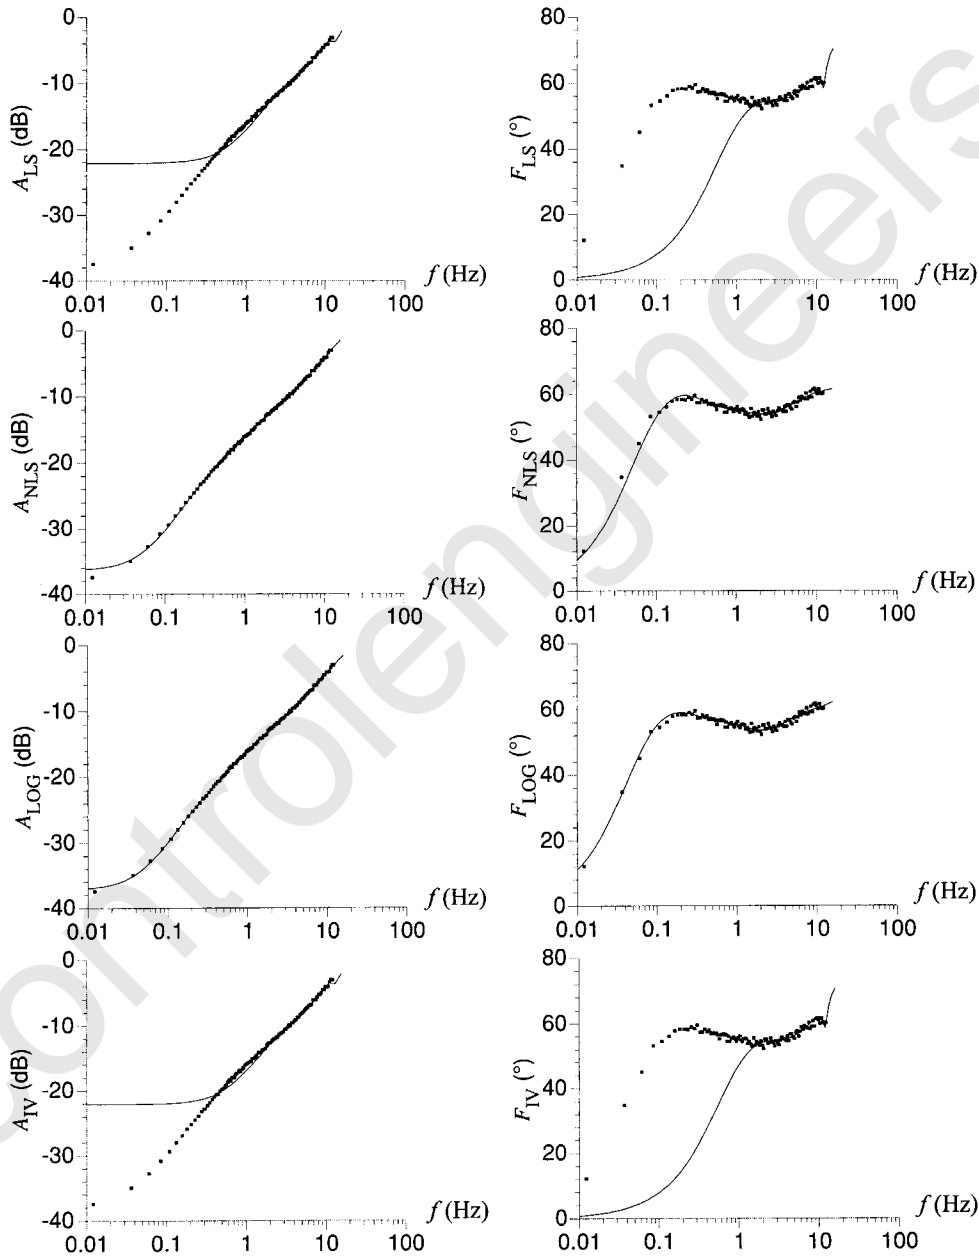 0
-10
-20
-30
-40
A_LS (dB)
0.01 0.1 1 10 100
f (Hz)
80
60
40
20
0
F_LS (°)
0.01 0.1 1 10 100
f (Hz)
0
-10
-20
-30
-40
A_NLS (dB)
0.01 0.1 1 10 100
f (Hz)
80
60
40
20
0
F_NLS (°)
0.01 0.1 1 10 100
f (Hz)
0
-10
-20
-30
-40
A_LOG (dB)
0.01 0.1 1 10 100
f (Hz)
80
60
40
20
0
F_LOG (°)
0.01 0.1 1 10 100
f (Hz)
0
-10
-20
-30
-40
A_IV (dB)
0.01 0.1 1 10 100
f (Hz)
80
60
40
20
0
F_IV (°)
0.01 0.1 1 10 100
f (Hz)
controlengineers